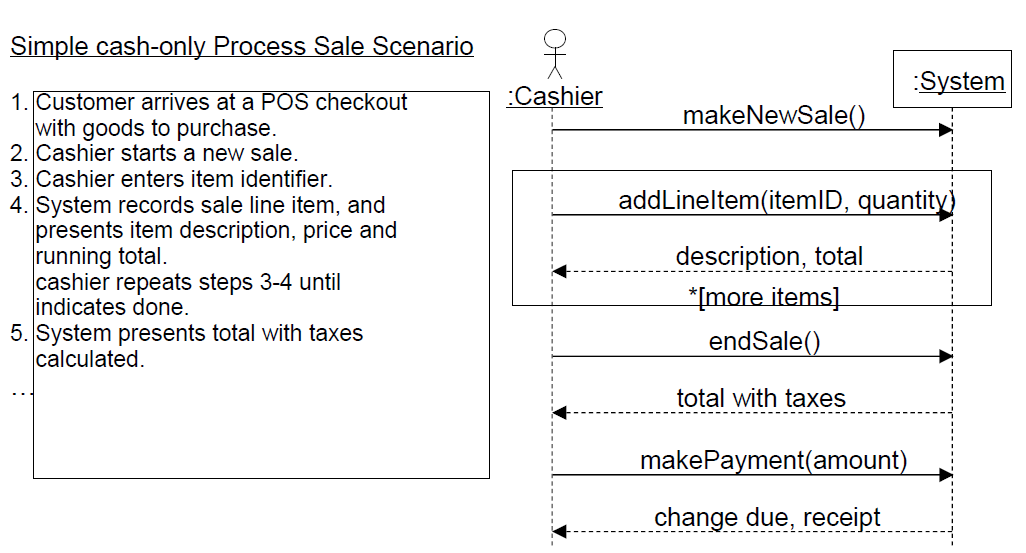 Simple cash-only Process Sale Scenario
1. Customer arrives at a POS checkout
with goods to purchase.
2. Cashier starts a new sale.
3. Cashier enters item identifier.
4. System records sale line item, and
presents item description, price and
running total.
cashier repeats steps 3-4 until
indicates done.
5. System presents total with taxes
calculated.
…
:Cashier
:System
makeNewSale()
addLineItem(itemID, quantity)
description, total
*[more items]
endSale()
total with taxes
makePayment(amount)
change due, receipt